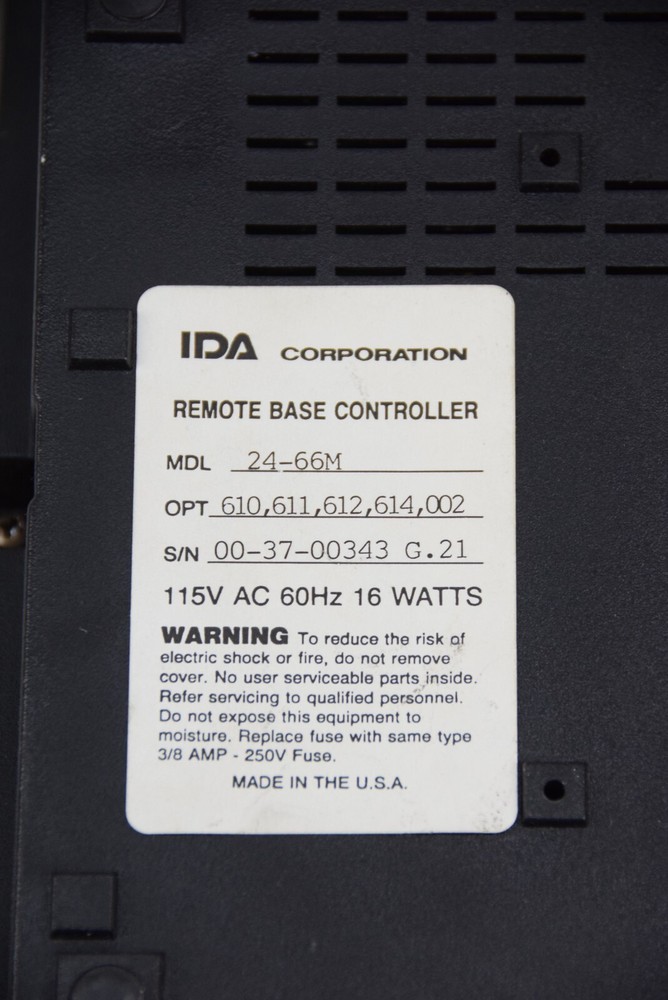 IDA CORPORATION
REMOTE BASE CONTROLLER
MDL 24-66M
OPT 610,611,612,614,002
S/N 00-37-00343 G.21
115V AC 60Hz 16 WATTS
WARNING To reduce the risk of
electric shock or fire, do not remove
cover. No user serviceable parts inside.
Refer servicing to qualified personnel.
Do not expose this equipment to
moisture. Replace fuse with same type
3/8 AMP - 250V Fuse.
MADE IN THE U.S.A.